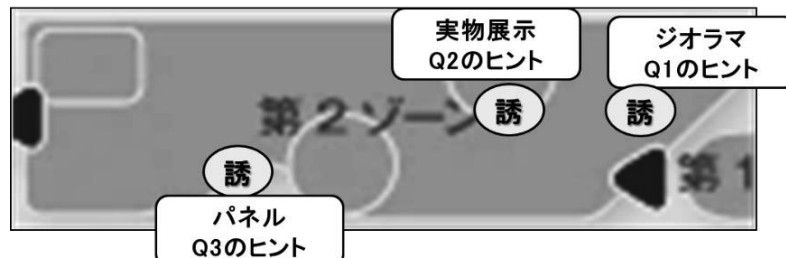 実物展示
Q2のヒント
ジオラマ
Q1のヒント
誘
誘
第2ゾーン
誘
第1
パネル
Q3のヒント